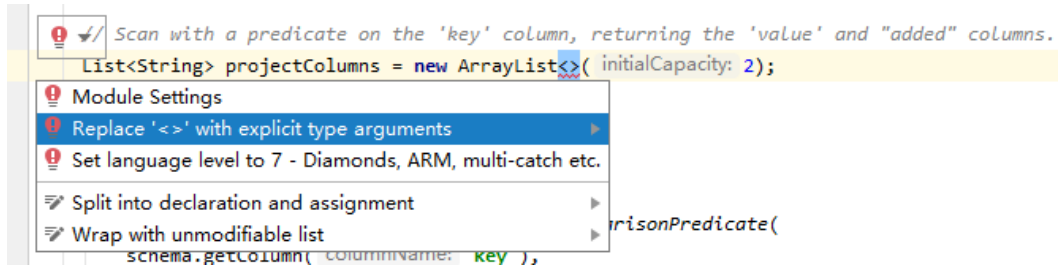 // Scan with a predicate on the 'key' column, returning the 'value' and "added" columns.
List<String> projectColumns = new ArrayList<>( initialCapacity: 2);
Module Settings
Replace '<>' with explicit type arguments
Set language level to 7 - Diamonds, ARM, multi-catch etc.
Split into declaration and assignment
Wrap with unmodifiable list
risonPredicate(
schema.getColumn( columnName: "key"),